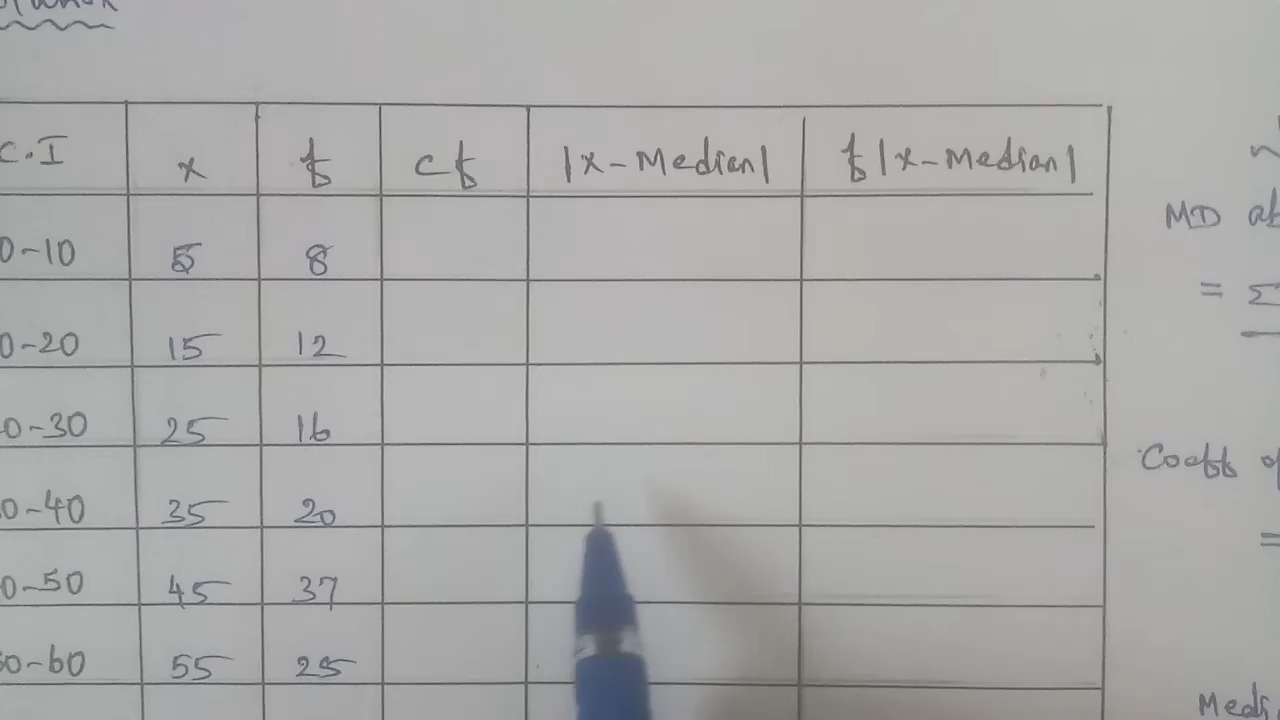 C.I x f cf |x-Median| f|x-Median|
0-10 5 8
MD
0-20 15 12
= Σ
0-30 25 16
Coeff
0-40 35 20
=
0-50 45 37
0-60 55 25